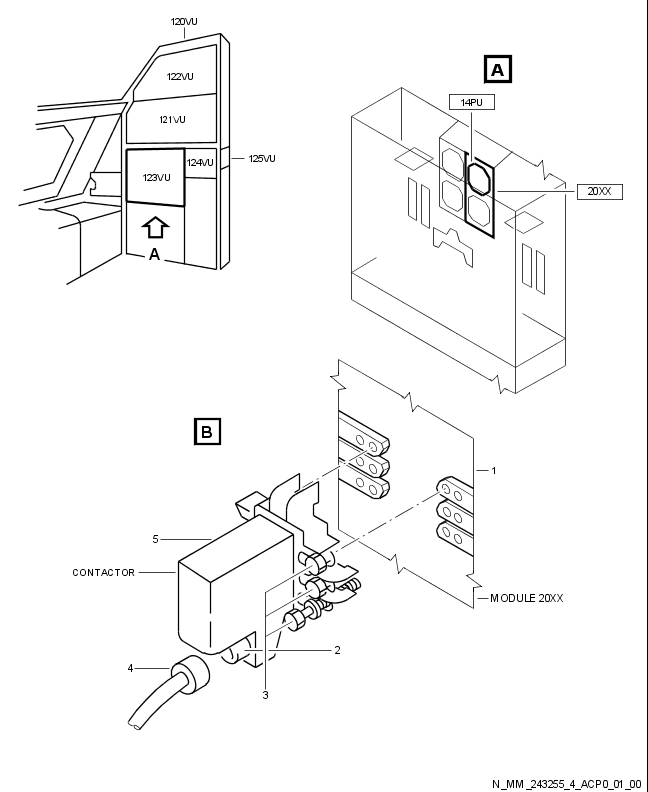 120VU
122VU
121VU
124VU
125VU
123VU
A
A
14PU
20XX
B
1
5
CONTACTOR
MODULE 20XX
2
4
3
N_MM_243255_4_ACP0_01_00